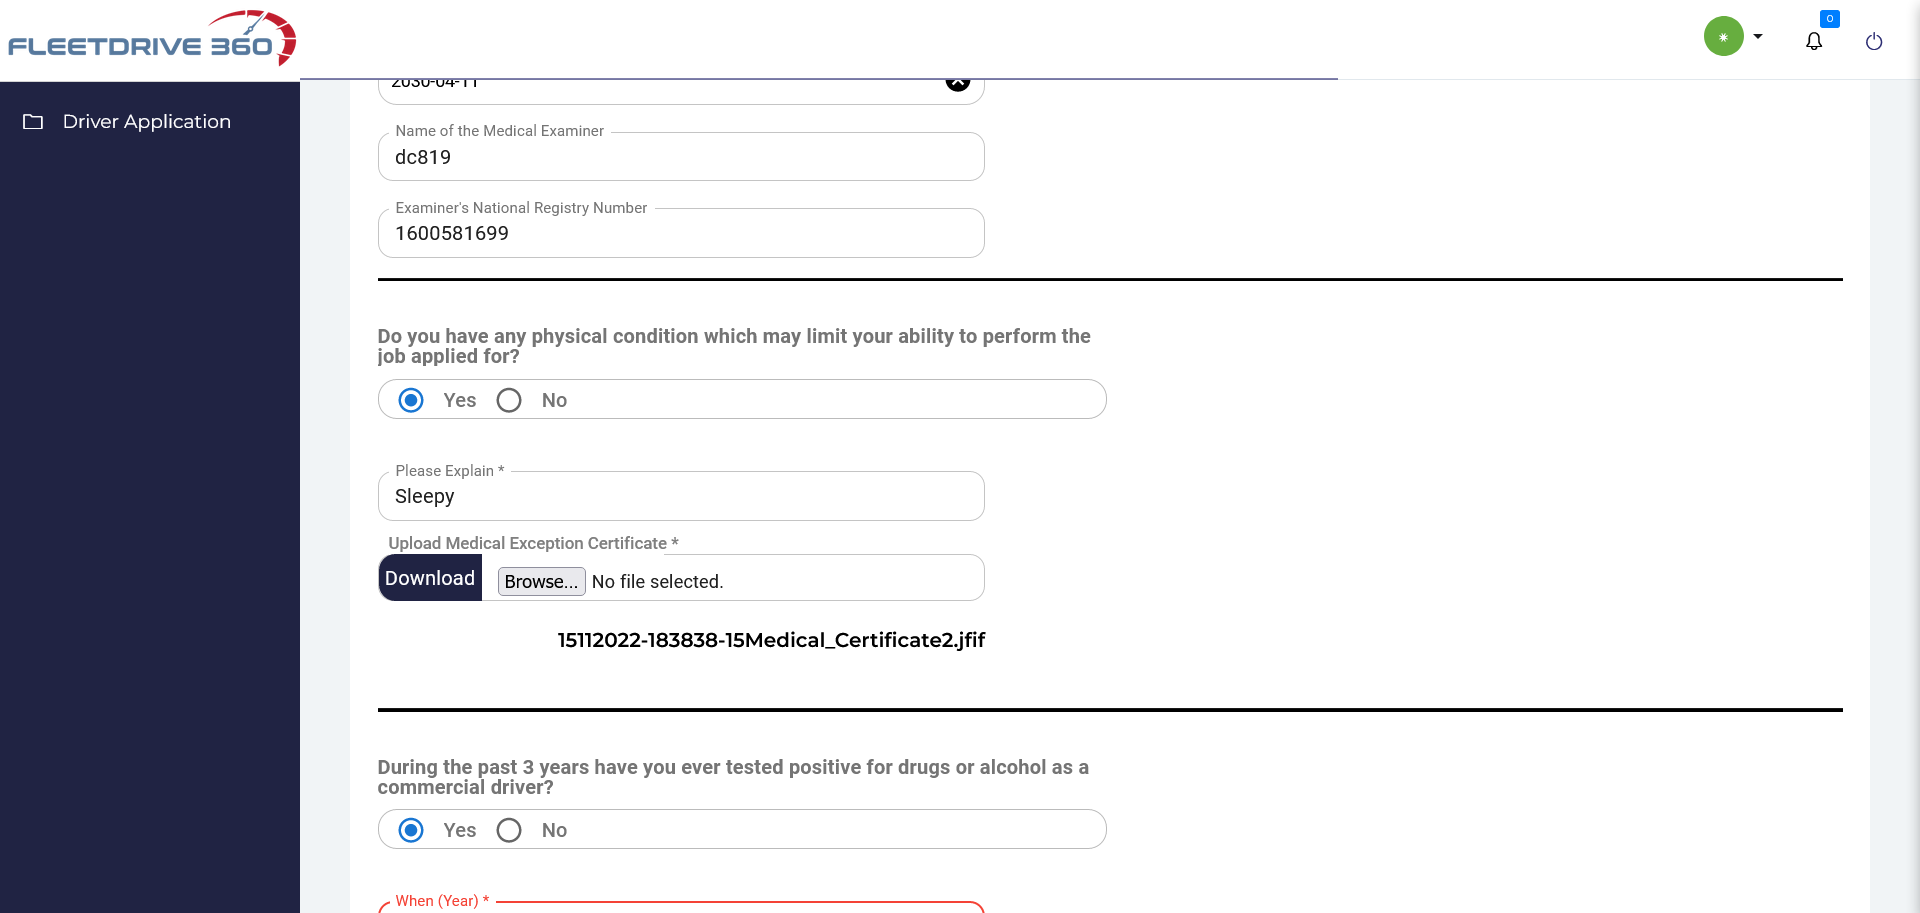 FLEETDRIVE 360
0
Driver Application
2030-04-11
Name of the Medical Examiner
dc819
Examiner's National Registry Number
1600581699
Do you have any physical condition which may limit your ability to perform the
job applied for?
Yes No
Please Explain *
Sleepy
Upload Medical Exception Certificate *
Download Browse... No file selected.
15112022-183838-15Medical_Certificate2.jfif
During the past 3 years have you ever tested positive for drugs or alcohol as a
commercial driver?
Yes No
When (Year) *